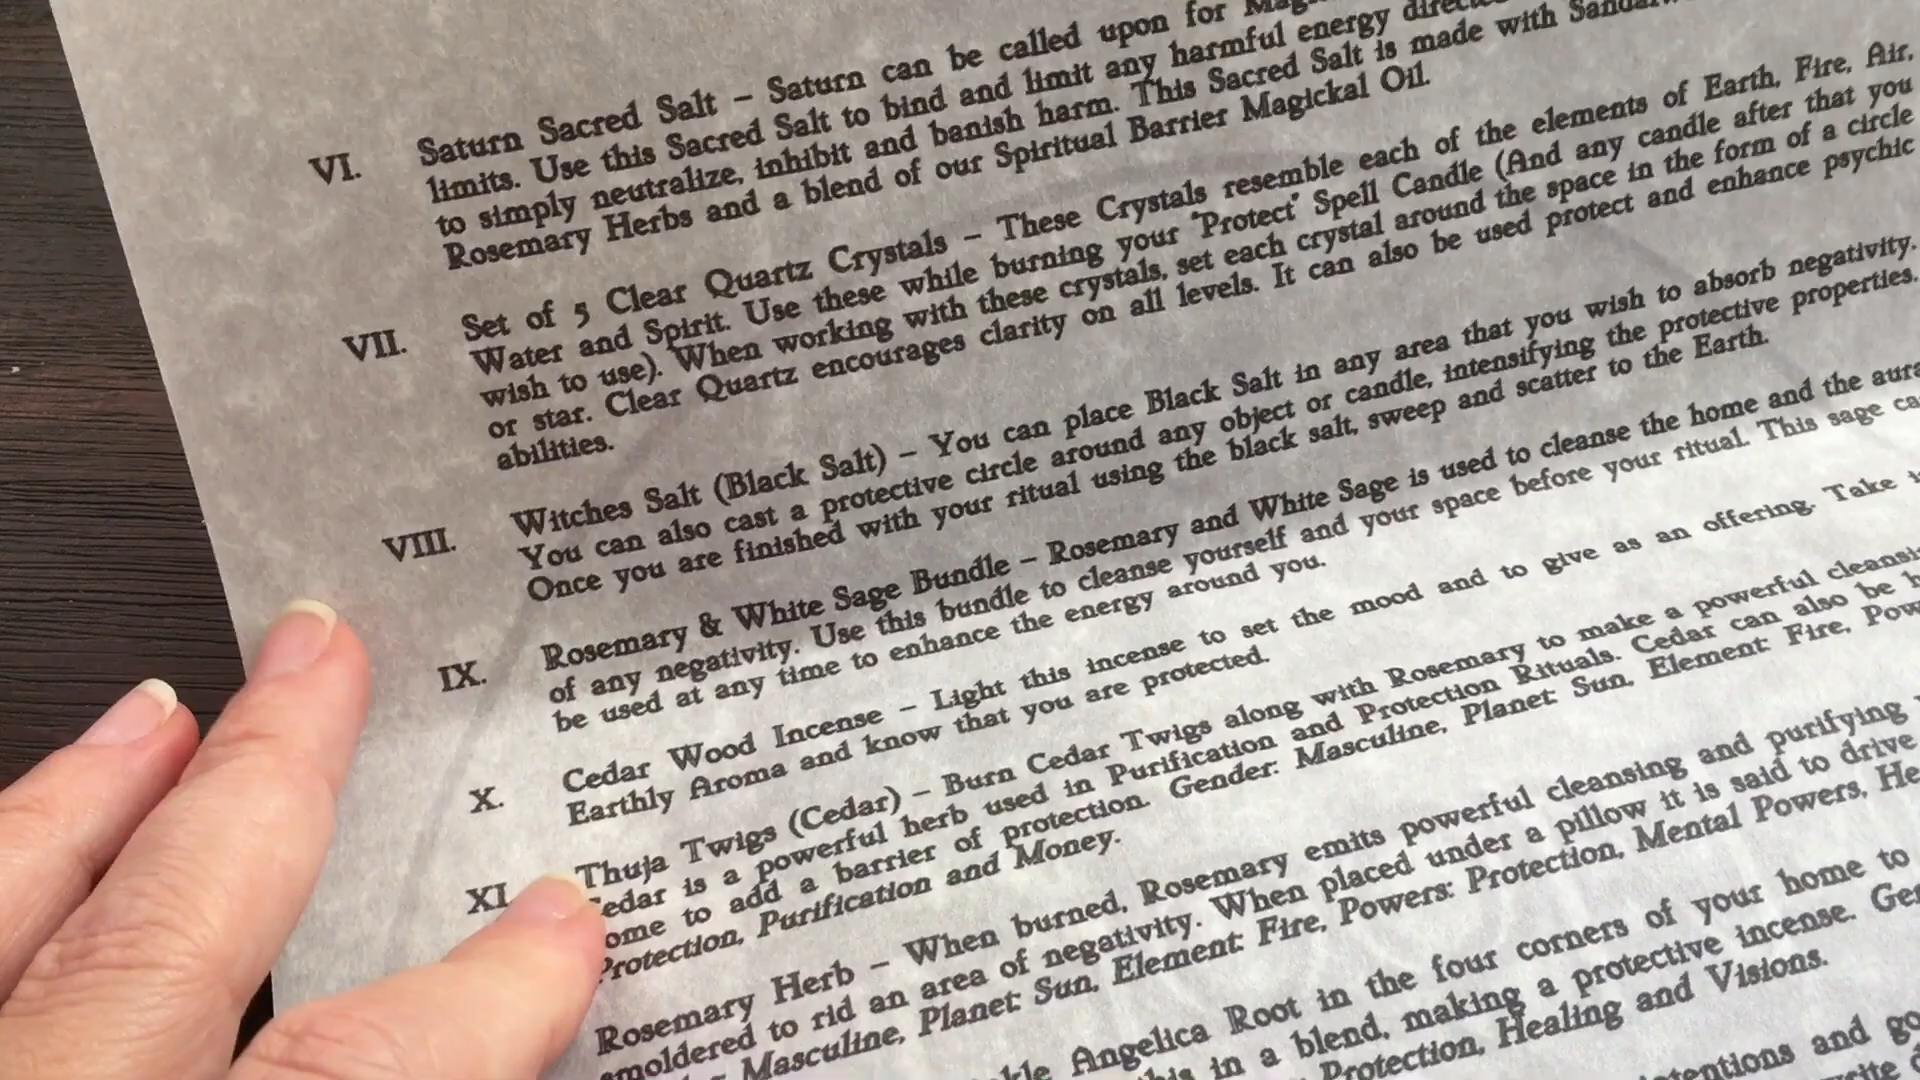 VI. Saturn Sacred Salt – Saturn can be called upon for
limits. Use this Sacred Salt to bind and limit any harmful energy
to simply neutralize, inhibit and banish harm. This Sacred Salt is made with
Rosemary Herbs and a blend of our Spiritual Barrier Magickal Oil.
VII. Set of 5 Clear Quartz Crystals – These Crystals resemble each of the elements of Earth, Fire, Air,
Water and Spirit. Use these while burning your 'Protect' Spell Candle (And any candle after that you
wish to use). When working with these crystals, set each crystal around the space in the form of a circle
or star. Clear Quartz encourages clarity on all levels. It can also be used protect and enhance psychic
abilities.
VIII. Witches Salt (Black Salt) – You can place Black Salt in any area that you wish to absorb negativity.
You can also cast a protective circle around any object or candle, intensifying the protective properties.
Once you are finished with your ritual using the black salt, sweep and scatter to the Earth.
IX. Rosemary & White Sage Bundle – Rosemary and White Sage is used to cleanse the home and the aura
of any negativity. Use this bundle to cleanse yourself and your space before your ritual. This sage
be used at any time to enhance the energy around you.
X. Cedar Wood Incense – Light this incense to set the mood and to give as an offering. Take
Earthly Aroma and know that you are protected.
XI. Thuja Twigs (Cedar) – Burn Cedar Twigs along with Rosemary to make a powerful
Cedar is a powerful herb used in Purification and Protection Rituals. Cedar can also be
to add a barrier of protection. Gender: Masculine, Planet: Sun, Element: Fire,
Protection, Purification and Money.
Rosemary Herb – When burned, Rosemary emits powerful cleansing and purifying
smoldered to rid an area of negativity. When placed under a pillow it is said to drive
Masculine, Planet: Sun, Element: Fire, Powers: Protection, Mental Powers,
Angelica Root in the four corners of your home to
in a blend, making a protective incense.
Protection, Healing and Visions.
and